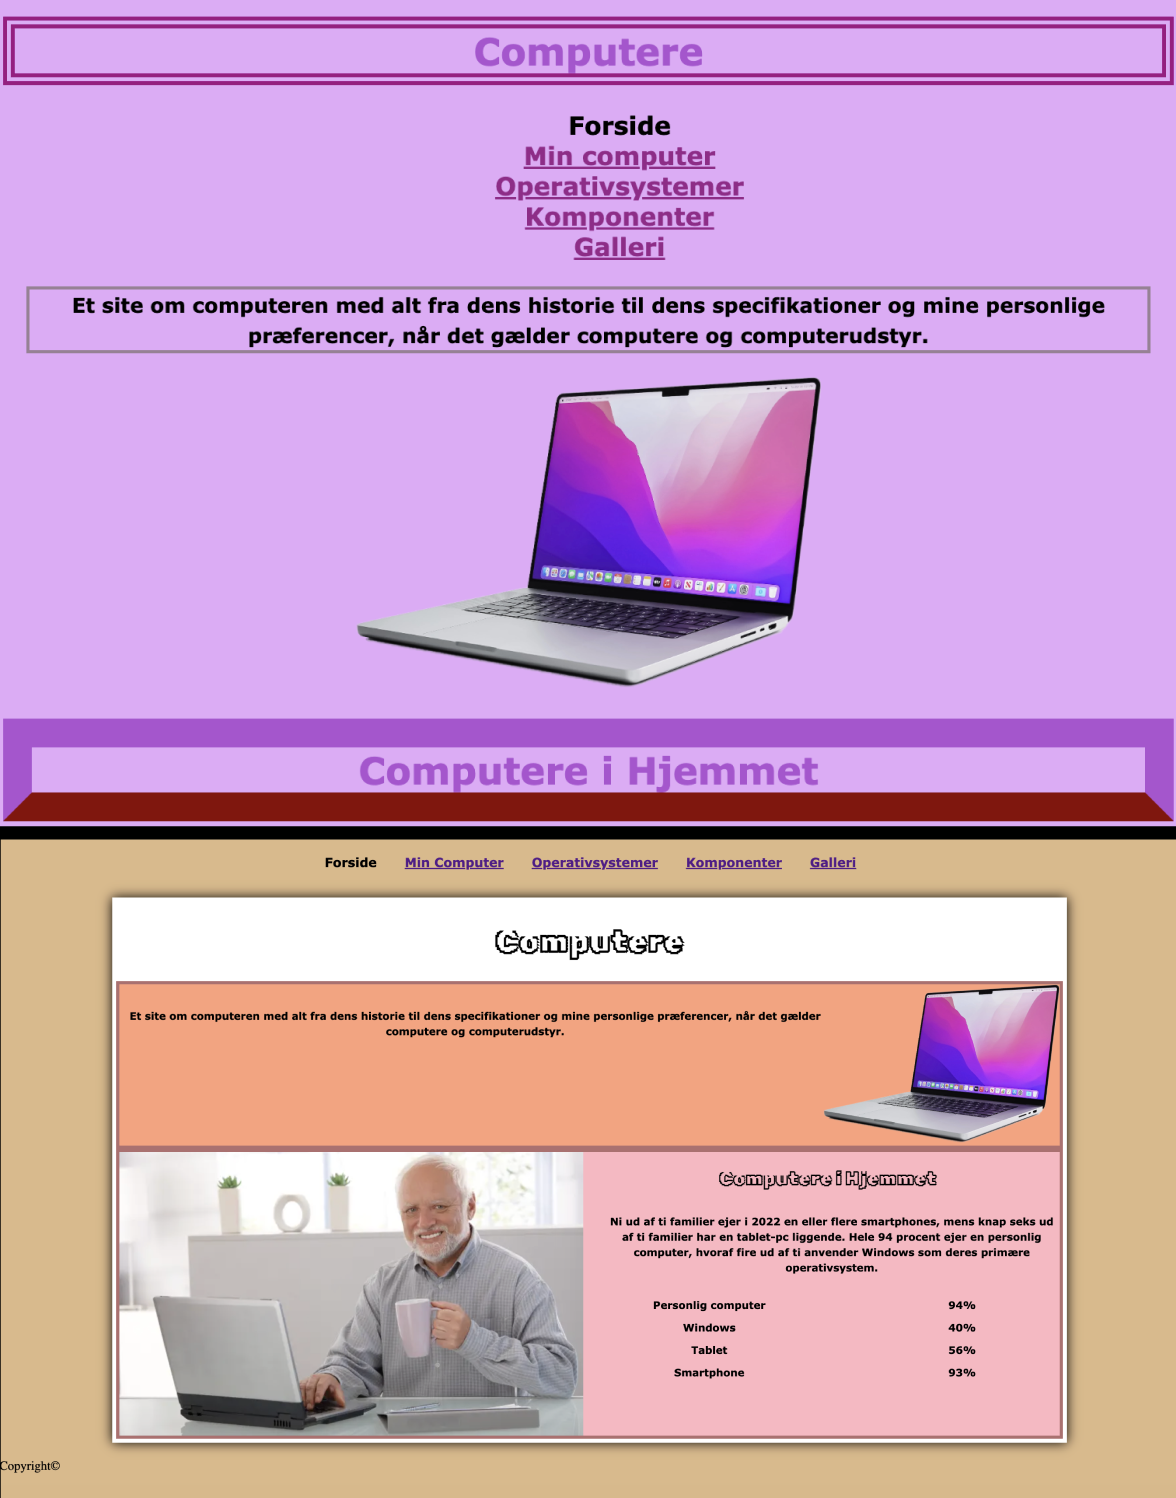 Computere
Forside
Min computer
Operativsystemer
Komponenter
Galleri
Et site om computeren med alt fra dens historie til dens specifikationer og mine personlige
præferencer, når det gælder computere og computerudstyr.
Computere i Hjemmet
Forside Min Computer Operativsystemer Komponenter Galleri
Computere
Et site om computeren med alt fra dens historie til dens specifikationer og mine personlige præferencer, når det gælder
computere og computerudstyr.
Computere i Hjemmet
Ni ud af ti familier ejer i 2022 en eller flere smartphones, mens knap seks ud
af ti familier har en tablet-pc liggende. Hele 94 procent ejer en personlig
computer, hvoraf fire ud af ti anvender Windows som deres primære
operativsystem.
Personlig computer 94%
Windows 40%
Tablet 56%
Smartphone 93%
Copyright©